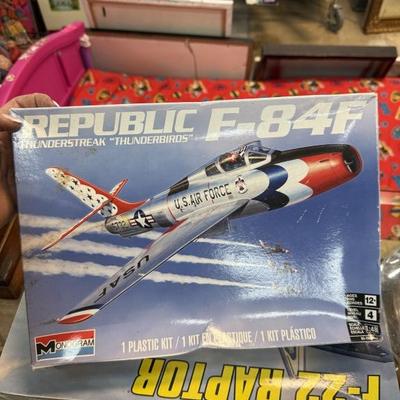 REPUBLIC F-84F
THUNDERSTREAK "THUNDERBIRDS"
U.S. AIR FORCE
USAF
MONOGRAM
1 PLASTIC KIT / 1 KIT EN PLASTIQUE / 1 KIT PLÁSTICO
12+
4
1:48
F-22 RAPTOR